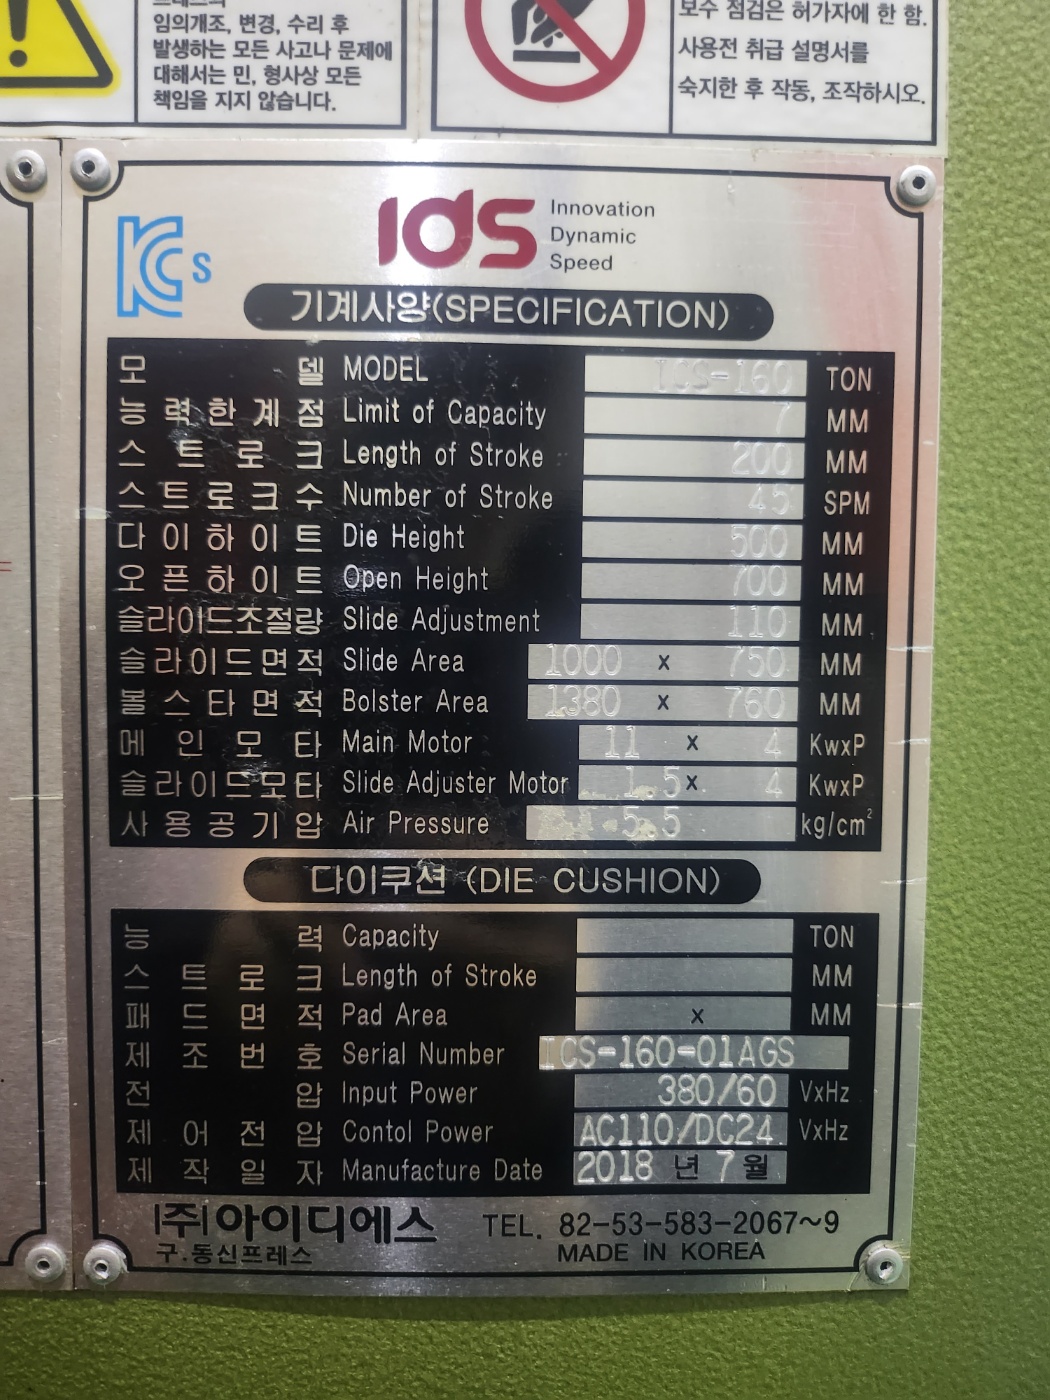 임의개조, 변경, 수리 후
발생하는 모든 사고나 문제에
대해서는 민, 형사상 모든
책임을 지지 않습니다.
보수 점검은 허가자에 한 함.
사용전 취급 설명서를
숙지한 후 작동, 조작하시오.
KCs
IDS Innovation
Dynamic
Speed
기계사양(SPECIFICATION)
모 델 MODEL ICS-160 TON
능력한계점 Limit of Capacity 7 MM
스트로크 Length of Stroke 200 MM
스트로크수 Number of Stroke 45 SPM
다이하이트 Die Height 500 MM
오픈하이트 Open Height 700 MM
슬라이드조절량 Slide Adjustment 110 MM
슬라이드면적 Slide Area 1000 x 750 MM
볼스타면적 Bolster Area 1380 x 760 MM
메인모타 Main Motor 11 x 4 KwxP
슬라이드모타 Slide Adjuster Motor 1.5 x 4 KwxP
사용공기압 Air Pressure 5.5 kg/cm²
다이쿠션 (DIE CUSHION)
능 력 Capacity TON
스트로크 Length of Stroke MM
패드면적 Pad Area x MM
제조번호 Serial Number ICS-160-01AGS
전 압 Input Power 380/60 VxHz
제어전압 Contol Power AC110/DC24 VxHz
제작일자 Manufacture Date 2018 년 7 월
(주)아이디에스 TEL. 82-53-583-2067~9
구.동신프레스 MADE IN KOREA